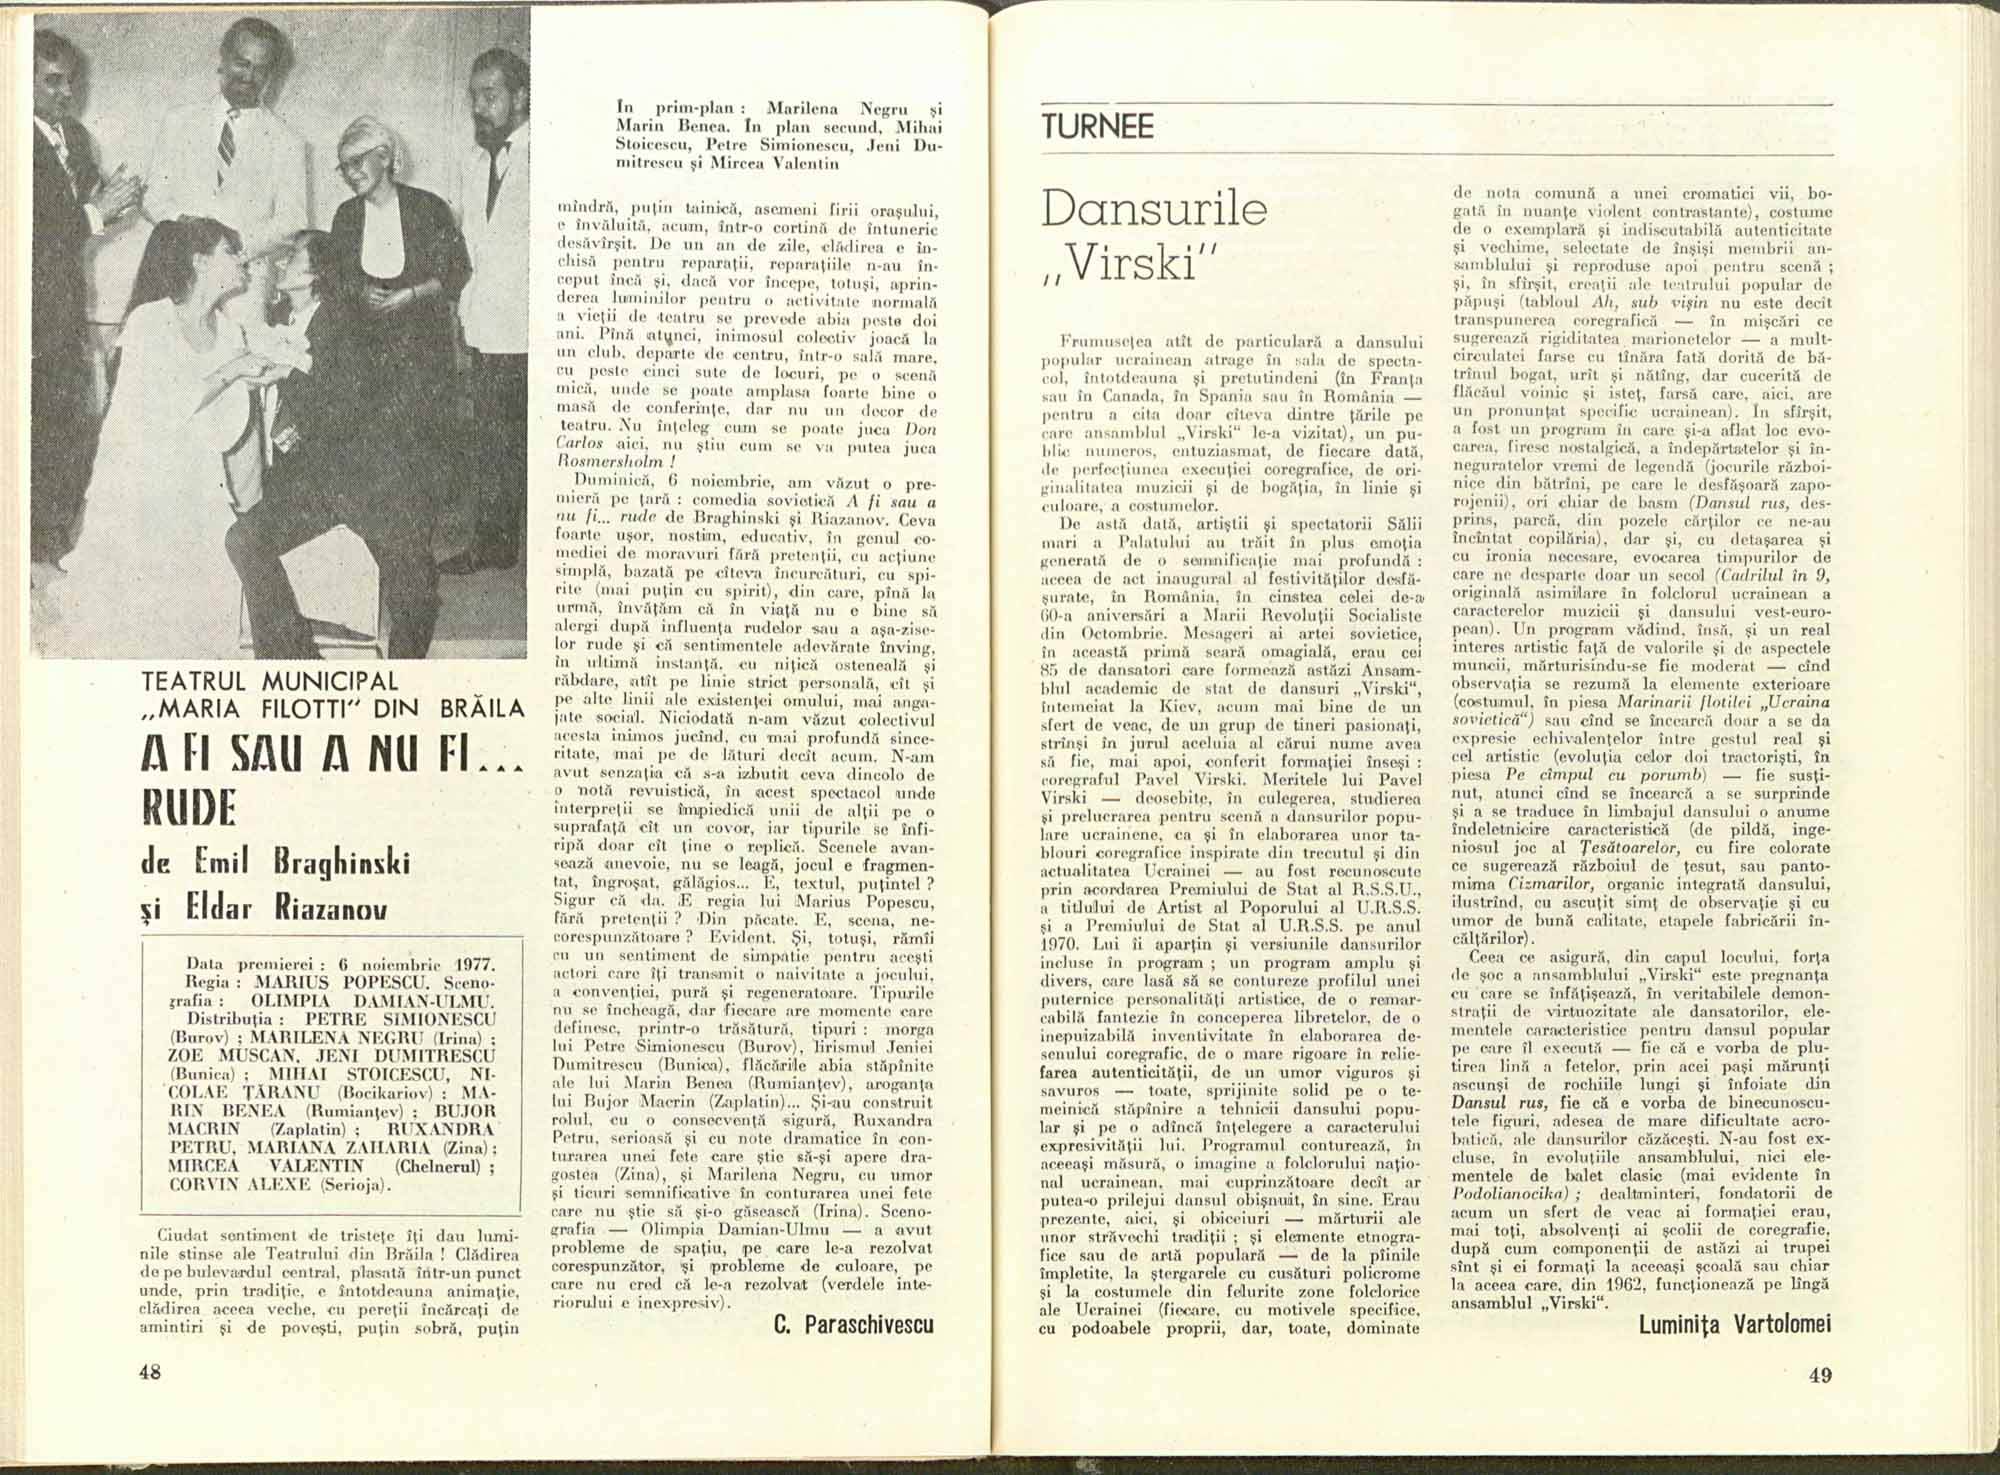 În prim-plan : Marilena Negru și
Marin Benea. În plan secund, Mihai
Stoicescu, Petre Simionescu, Jeni Du-
mitrescu și Mircea Valentin
TEATRUL MUNICIPAL
„MARIA FILOTTI" DIN BRĂILA
A FI SAU A NU FI...
RUDE
de Emil Braghinski
și Eldar Riazanov
Data premierei : 6 noiembrie 1977.
Regia : MARIUS POPESCU. Sceno-
grafia : OLIMPIA DAMIAN-ULMU.
Distribuția : PETRE SIMIONESCU
(Burov) ; MARILENA NEGRU (Irina) ;
ZOE MUSCAN, JENI DUMITRESCU
(Bunica) ; MIHAI STOICESCU, NI-
COLAE ȚĂRANU (Bocikariov) ; MA-
RIN BENEA (Rumianțev) ; BUJOR
MACRIN (Zaplatin) ; RUXANDRA
PETRU, MARIANA ZAHARIA (Zina) ;
MIRCEA VALENTIN (Chelnerul) ;
CORVIN ALEXE (Serioja).
Ciudat sentiment de tristețe îți dau lumi-
nile stinse ale Teatrului din Brăila ! Clădirea
de pe bulevardul central, plasată într-un punct
unde, prin tradiție, e întotdeauna animație,
clădirea aceea veche, cu pereții încărcați de
amintiri și de povești, puțin sobră, puțin
mîndră, puțin tainică, asemeni firii orașului,
e învăluită, acum, într-o cortină de întuneric
desăvîrșit. De un an de zile, clădirea e în-
chisă pentru reparații, reparațiile n-au în-
ceput încă și, dacă vor începe, totuși, aprin-
derea luminilor pentru o activitate normală
a vieții de teatru se prevede abia peste doi
ani. Pînă atunci, inimosul colectiv joacă la
un club, departe de centru, într-o sală mare,
cu peste cinci sute de locuri, pe o scenă
mică, unde se poate amplasa foarte bine o
masă de conferințe, dar nu un decor de
teatru. Nu înțeleg cum se poate juca Don
Carlos aici, nu știu cum se va putea juca
Rosmersholm !
Duminică, 6 noiembrie, am văzut o pre-
mieră pe țară : comedia sovietică A fi sau a
nu fi... rude de Braghinski și Riazanov. Ceva
foarte ușor, nostim, educativ, în genul co-
mediei de moravuri fără pretenții, cu acțiune
simplă, bazată pe cîteva încurcături, cu spi-
rite (mai puțin cu spirit), din care, pînă la
urmă, învățăm că în viață nu e bine să
alergi după influența rudelor sau a așa-zise-
lor rude și că sentimentele adevărate înving,
în ultimă instanță, cu nițică osteneală și
răbdare, atît pe linie strict personală, cît și
pe alte linii ale existenței omului, mai anga-
jate social. Niciodată n-am văzut colectivul
acesta inimos jucînd, cu mai profundă since-
ritate, mai pe de lături decît acum. N-am
avut senzația că s-a izbutit ceva dincolo de
o notă revuistică, în acest spectacol unde
interpreții se împiedică unii de alții pe o
suprafață cît un covor, iar tipurile se înfi-
ripă doar cît ține o replică. Scenele avan-
sează anevoie, nu se leagă, jocul e fragmen-
tat, îngroșat, gălăgios... E, textul, puțintel ?
Sigur că da. E regia lui Marius Popescu,
fără pretenții ? Din păcate. E, scena, ne-
corespunzătoare ? Evident. Și, totuși, rămîi
cu un sentiment de simpatie pentru acești
actori care îți transmit o naivitate a jocului,
a convenției, pură și regeneratoare. Tipurile
nu se încheagă, dar fiecare are momente care
definesc, printr-o trăsătură, tipuri : morga
lui Petre Simionescu (Burov), lirismul Jeniei
Dumitrescu (Bunica), flăcările abia stăpînite
ale lui Marin Benea (Rumianțev), aroganța
lui Bujor Macrin (Zaplatin)... Și-au construit
rolul, cu o consecvență sigură, Ruxandra
Petru, serioasă și cu note dramatice în con-
turarea unei fete care știe să-și apere dra-
gostea (Zina), și Marilena Negru, cu umor
și ticuri semnificative în conturarea unei fete
care nu știe să și-o găsească (Irina). Sceno-
grafia — Olimpia Damian-Ulmu — a avut
probleme de spațiu, pe care le-a rezolvat
corespunzător, și probleme de culoare, pe
care nu cred că le-a rezolvat (verdele inte-
riorului e inexpresiv).
C. Paraschivescu
48
TURNEE
Dansurile
„Virski"
Frumusețea atît de particulară a dansului
popular ucrainean atrage în sala de specta-
col, întotdeauna și pretutindeni (în Franța
sau în Canada, în Spania sau în România —
pentru a cita doar cîteva dintre țările pe
care ansamblul „Virski" le-a vizitat), un pu-
blic numeros, entuziasmat, de fiecare dată,
de perfecțiunea execuției coregrafice, de ori-
ginalitatea muzicii și de bogăția, în linie și
culoare, a costumelor.
De astă dată, artiștii și spectatorii Sălii
mari a Palatului au trăit în plus emoția
generată de o semnificație mai profundă :
aceea de act inaugural al festivităților desfă-
șurate, în România, în cinstea celei de-a
60-a aniversări a Marii Revoluții Socialiste
din Octombrie. Mesageri ai artei sovietice,
în această primă seară omagială, erau cei
85 de dansatori care formează astăzi Ansam-
blul academic de stat de dansuri „Virski",
întemeiat la Kiev, acum mai bine de un
sfert de veac, de un grup de tineri pasionați,
strînși în jurul aceluia al cărui nume avea
să fie, mai apoi, conferit formației înseși :
coregraful Pavel Virski. Meritele lui Pavel
Virski — deosebite, în culegerea, studierea
și prelucrarea pentru scenă a dansurilor popu-
lare ucrainene, ca și în elaborarea unor ta-
blouri coregrafice inspirate din trecutul și din
actualitatea Ucrainei — au fost recunoscute
prin acordarea Premiului de Stat al R.S.S.U.,
a titlului de Artist al Poporului al U.R.S.S.
și a Premiului de Stat al U.R.S.S. pe anul
1970. Lui îi aparțin și versiunile dansurilor
incluse în program ; un program amplu și
divers, care lasă să se contureze profilul unei
puternice personalități artistice, de o remar-
cabilă fantezie în conceperea libretelor, de o
inepuizabilă inventivitate în elaborarea de-
senului coregrafic, de o mare rigoare în relie-
farea autenticității, de un umor viguros și
savuros — toate, sprijinite solid pe o te-
meinică stăpînire a tehnicii dansului popu-
lar și pe o adîncă înțelegere a caracterului
expresivității lui. Programul conturează, în
aceeași măsură, o imagine a folclorului națio-
nal ucrainean, mai cuprinzătoare decît ar
putea-o prilejui dansul obișnuit, în sine. Erau
prezente, aici, și obiceiuri — mărturii ale
unor străvechi tradiții ; și elemente etnogra-
fice sau de artă populară — de la pîinile
împletite, la ștergarele cu cusături policrome
și la costumele din felurite zone folclorice
ale Ucrainei (fiecare, cu motivele specifice,
cu podoabele proprii, dar, toate, dominate
de nota comună a unei cromatici vii, bo-
gată în nuanțe violent contrastante), costume
de o exemplară și indiscutabilă autenticitate
și vechime, selectate de înșiși membrii an-
samblului și reproduse apoi pentru scenă ;
și, în sfîrșit, creații ale teatrului popular de
păpuși (tabloul Ah, sub vișin nu este decît
transpunerea coregrafică — în mișcări ce
sugerează rigiditatea marionetelor — a mult-
circulatei farse cu tînăra fată dorită de bă-
trînul bogat, urît și nătîng, dar cucerită de
flăcăul voinic și isteț, farsă care, aici, are
un pronunțat specific ucrainean). În sfîrșit,
a fost un program în care și-a aflat loc evo-
carea, firesc nostalgică, a îndepărtatelor și în-
neguratelor vremi de legendă (jocurile război-
nice din bătrîni, pe care le desfășoară zapo-
rojenii), ori chiar de basm (Dansul rus, des-
prins, parcă, din pozele cărților ce ne-au
încîntat copilăria), dar și, cu detașarea și
cu ironia necesare, evocarea timpurilor de
care ne desparte doar un secol (Cadrilul în 9,
originală asimilare în folclorul ucrainean a
caracterelor muzicii și dansului vest-euro-
pean). Un program vădind, însă, și un real
interes artistic față de valorile și de aspectele
muncii, mărturisindu-se fie moderat — cînd
observația se rezumă la elemente exterioare
(costumul, în piesa Marinarii flotilei „Ucraina
sovietică") sau cînd se încearcă doar a se da
expresie echivalențelor între gestul real și
cel artistic (evoluția celor doi tractoriști, în
piesa Pe cîmpul cu porumb) — fie susți-
nut, atunci cînd se încearcă a se surprinde
și a se traduce în limbajul dansului o anume
îndeletnicire caracteristică (de pildă, inge-
niosul joc al Țesătoarelor, cu fire colorate
ce sugerează războiul de țesut, sau panto-
mima Cizmarilor, organic integrată dansului,
ilustrînd, cu ascuțit simț de observație și cu
umor de bună calitate, etapele fabricării în-
călțărilor).
Ceea ce asigură, din capul locului, forța
de șoc a ansamblului „Virski" este pregnanța
cu care se înfățișează, în veritabilele demon-
strații de virtuozitate ale dansatorilor, ele-
mentele caracteristice pentru dansul popular
pe care îl execută — fie că e vorba de plu-
tirea lină a fetelor, prin acei pași mărunți
ascunși de rochiile lungi și înfoiate din
Dansul rus, fie că e vorba de binecunoscu-
tele figuri, adesea de mare dificultate acro-
batică, ale dansurilor căzăcești. N-au fost ex-
cluse, în evoluțiile ansamblului, nici ele-
mentele de balet clasic (mai evidente în
Podolianocika) ; dealtminteri, fondatorii de
acum un sfert de veac ai formației erau,
mai toți, absolvenți ai școlii de coregrafie,
după cum componenții de astăzi ai trupei
sînt și ei formați la aceeași școală sau chiar
la aceea care, din 1962, funcționează pe lîngă
ansamblul „Virski".
Luminița Vartolomei
49